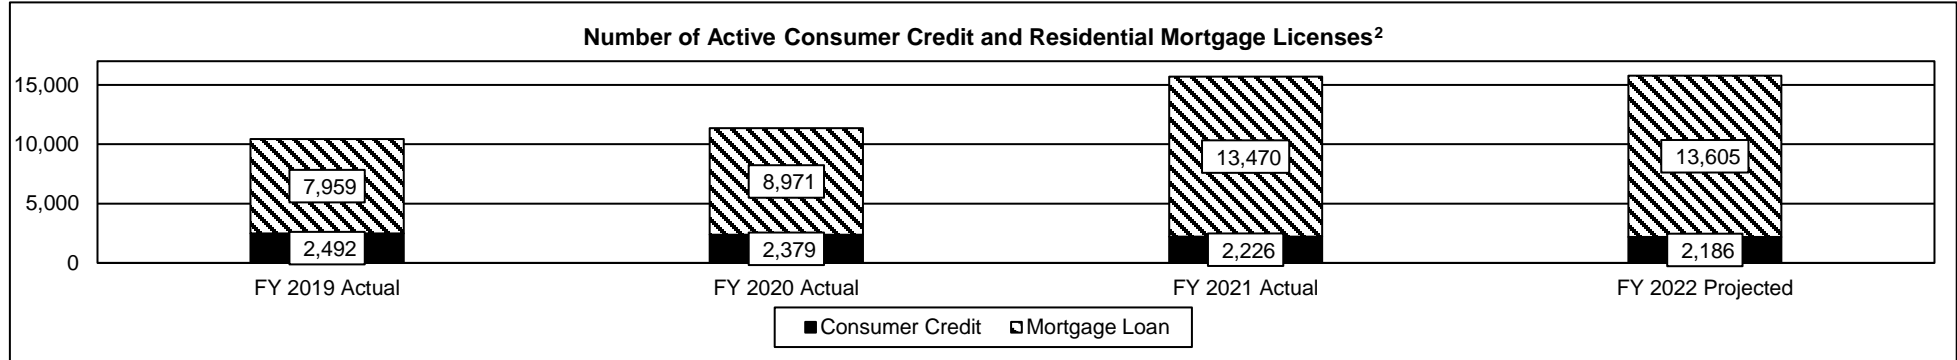 Number of Active Consumer Credit and Residential Mortgage Licenses²
15,000
10,000
5,000
0
7,959
2,492
8,971
2,379
13,470
2,226
13,605
2,186
FY 2019 Actual
FY 2020 Actual
FY 2021 Actual
FY 2022 Projected
Consumer Credit
Mortgage Loan